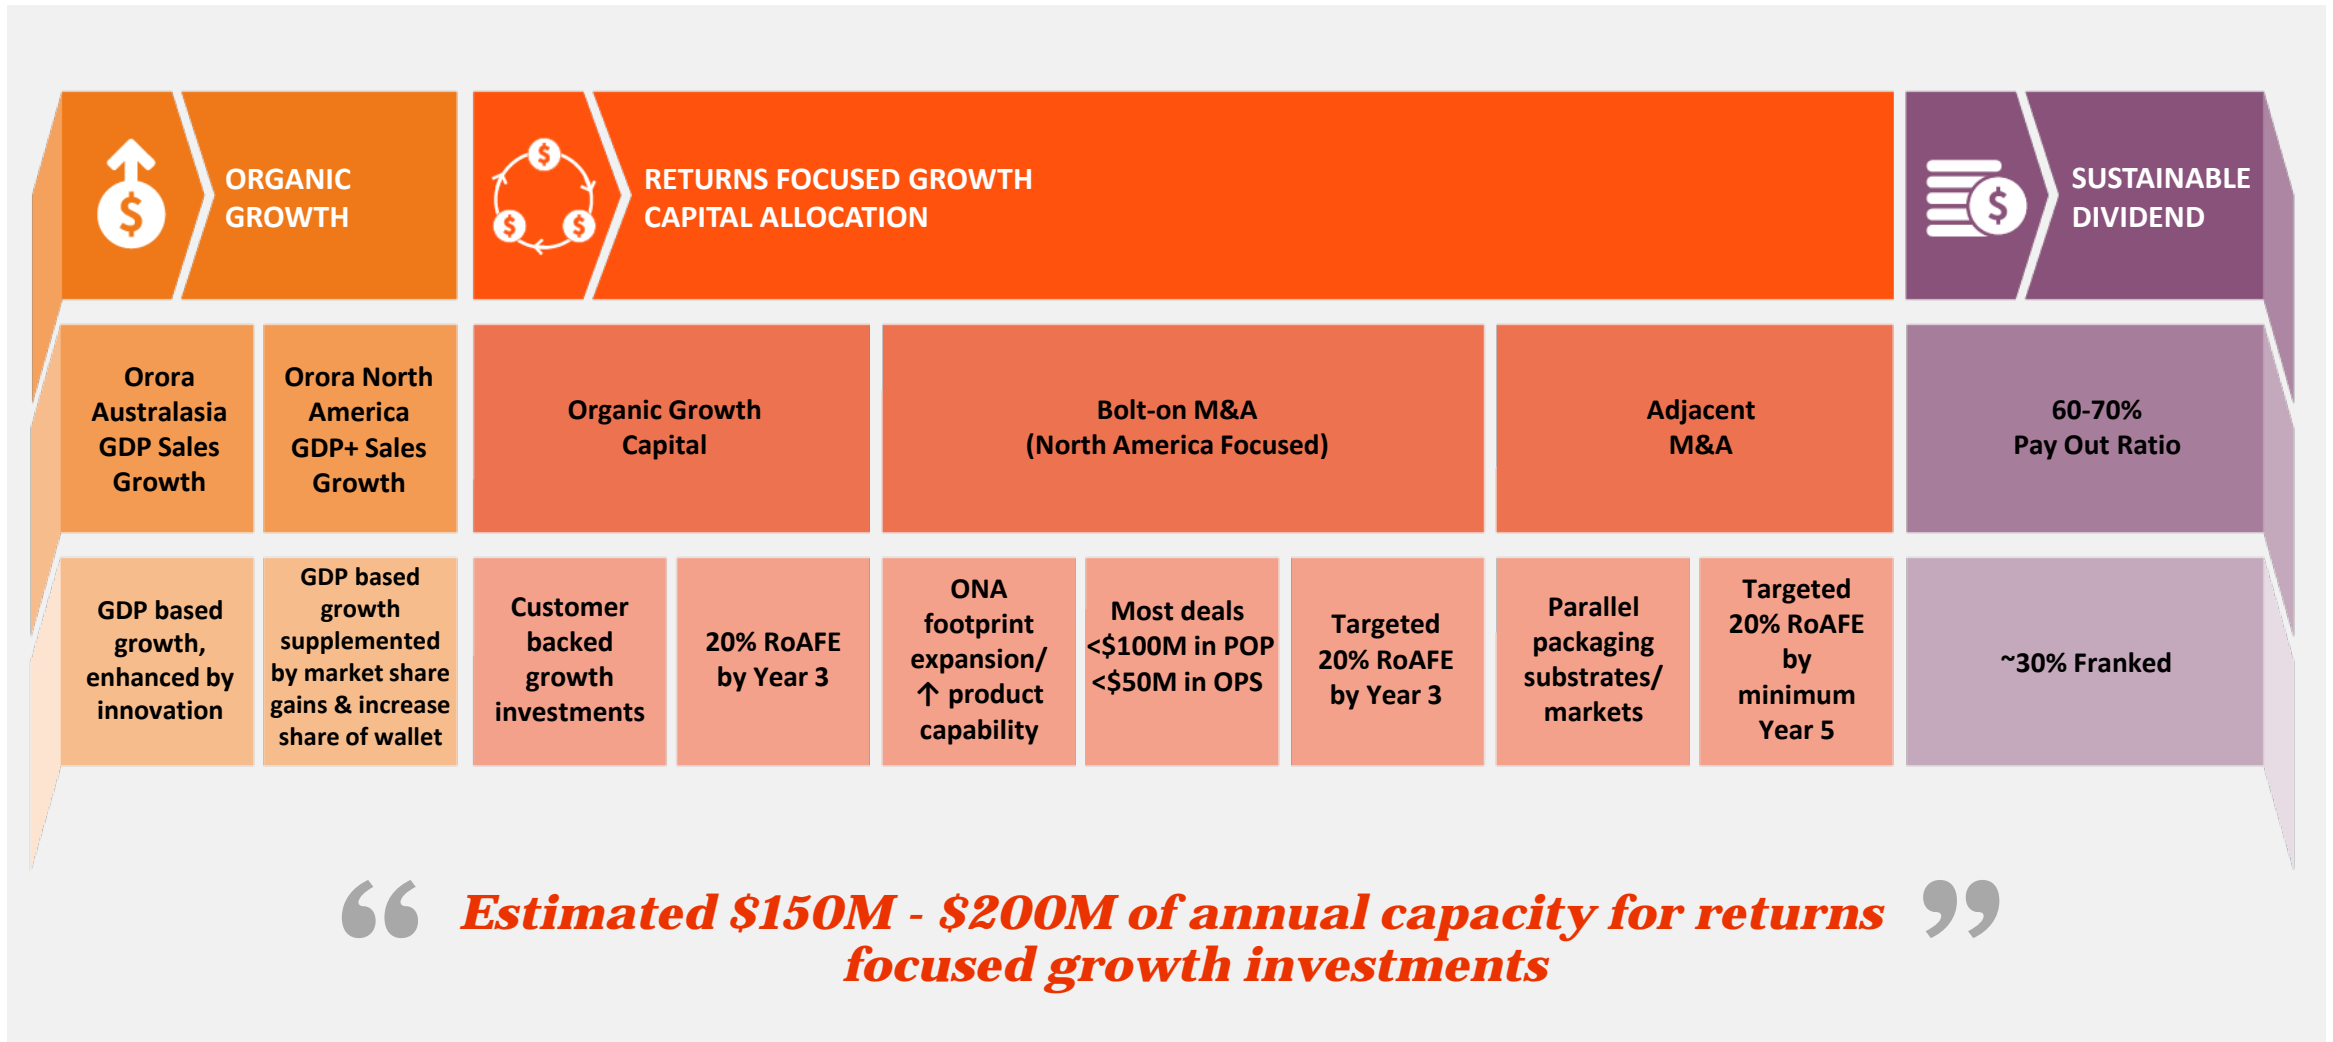 ORGANIC
GROWTH
RETURNS FOCUSED GROWTH
CAPITAL ALLOCATION
SUSTAINABLE
DIVIDEND
Orora
Australasia
GDP Sales
Growth
Orora North
America
GDP+ Sales
Growth
Organic Growth
Capital
Bolt-on M&A
(North America Focused)
Adjacent
M&A
60-70%
Pay Out Ratio
GDP based
growth,
enhanced by
innovation
GDP based
growth
supplemented
by market share
gains & increase
share of wallet
Customer
backed
growth
investments
20% RoAFE
by Year 3
ONA
footprint
expansion/
↑ product
capability
Most deals
<$100M in POP
<$50M in OPS
Targeted
20% RoAFE
by Year 3
Parallel
packaging
substrates/
markets
Targeted
20% RoAFE
by
minimum
Year 5
~30% Franked
“ Estimated $150M - $200M of annual capacity for returns ”
focused growth investments